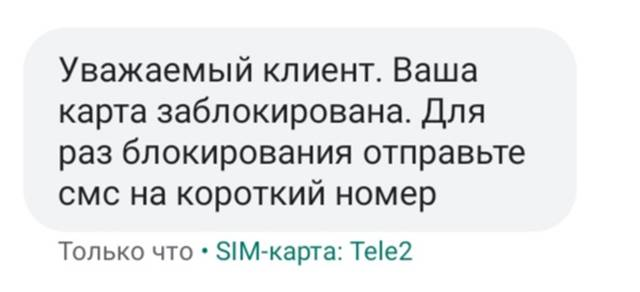 Уважаемый клиент. Ваша
карта заблокирована. Для
раз блокирования отправьте
смс на короткий номер
Только что • SIM-карта: Tele2